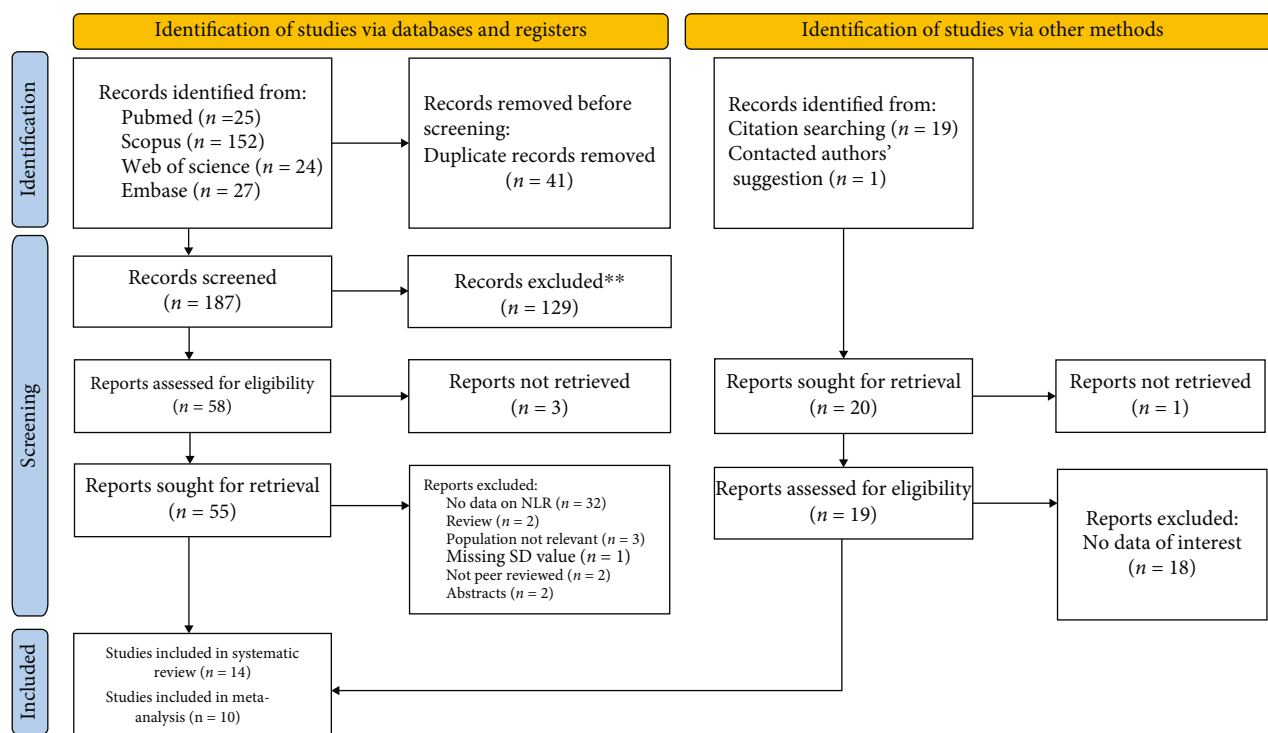 Identification of studies via databases and registers
Identification of studies via other methods
Identification
Records identified from:
Pubmed (n =25)
Scopus (n = 152)
Web of science (n = 24)
Embase (n = 27)
Records removed before
screening:
Duplicate records removed
(n = 41)
Records identified from:
Citation searching (n = 19)
Contacted authors’
suggestion (n = 1)
Screening
Records screened
(n = 187)
Records excluded**
(n = 129)
Reports assessed for eligibility
(n = 58)
Reports not retrieved
(n = 3)
Reports sought for retrieval
(n = 20)
Reports not retrieved
(n = 1)
Reports sought for retrieval
(n = 55)
Reports excluded:
No data on NLR (n = 32)
Review (n = 2)
Population not relevant (n = 3)
Missing SD value (n = 1)
Not peer reviewed (n = 2)
Abstracts (n = 2)
Reports assessed for eligibility
(n = 19)
Reports excluded:
No data of interest
(n = 18)
Included
Studies included in systematic
review (n = 14)
Studies included in meta-
analysis (n = 10)